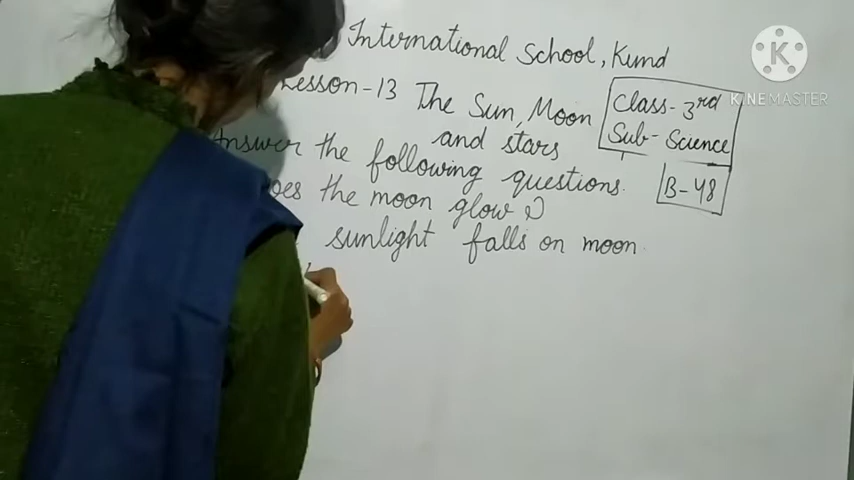 International School, Kund
Lesson-13 The Sun, Moon
and stars
Class-3rd
Sub-Science
B-48
Answer the following questions.
the moon glow?
sunlight falls on moon.
KINEMASTER